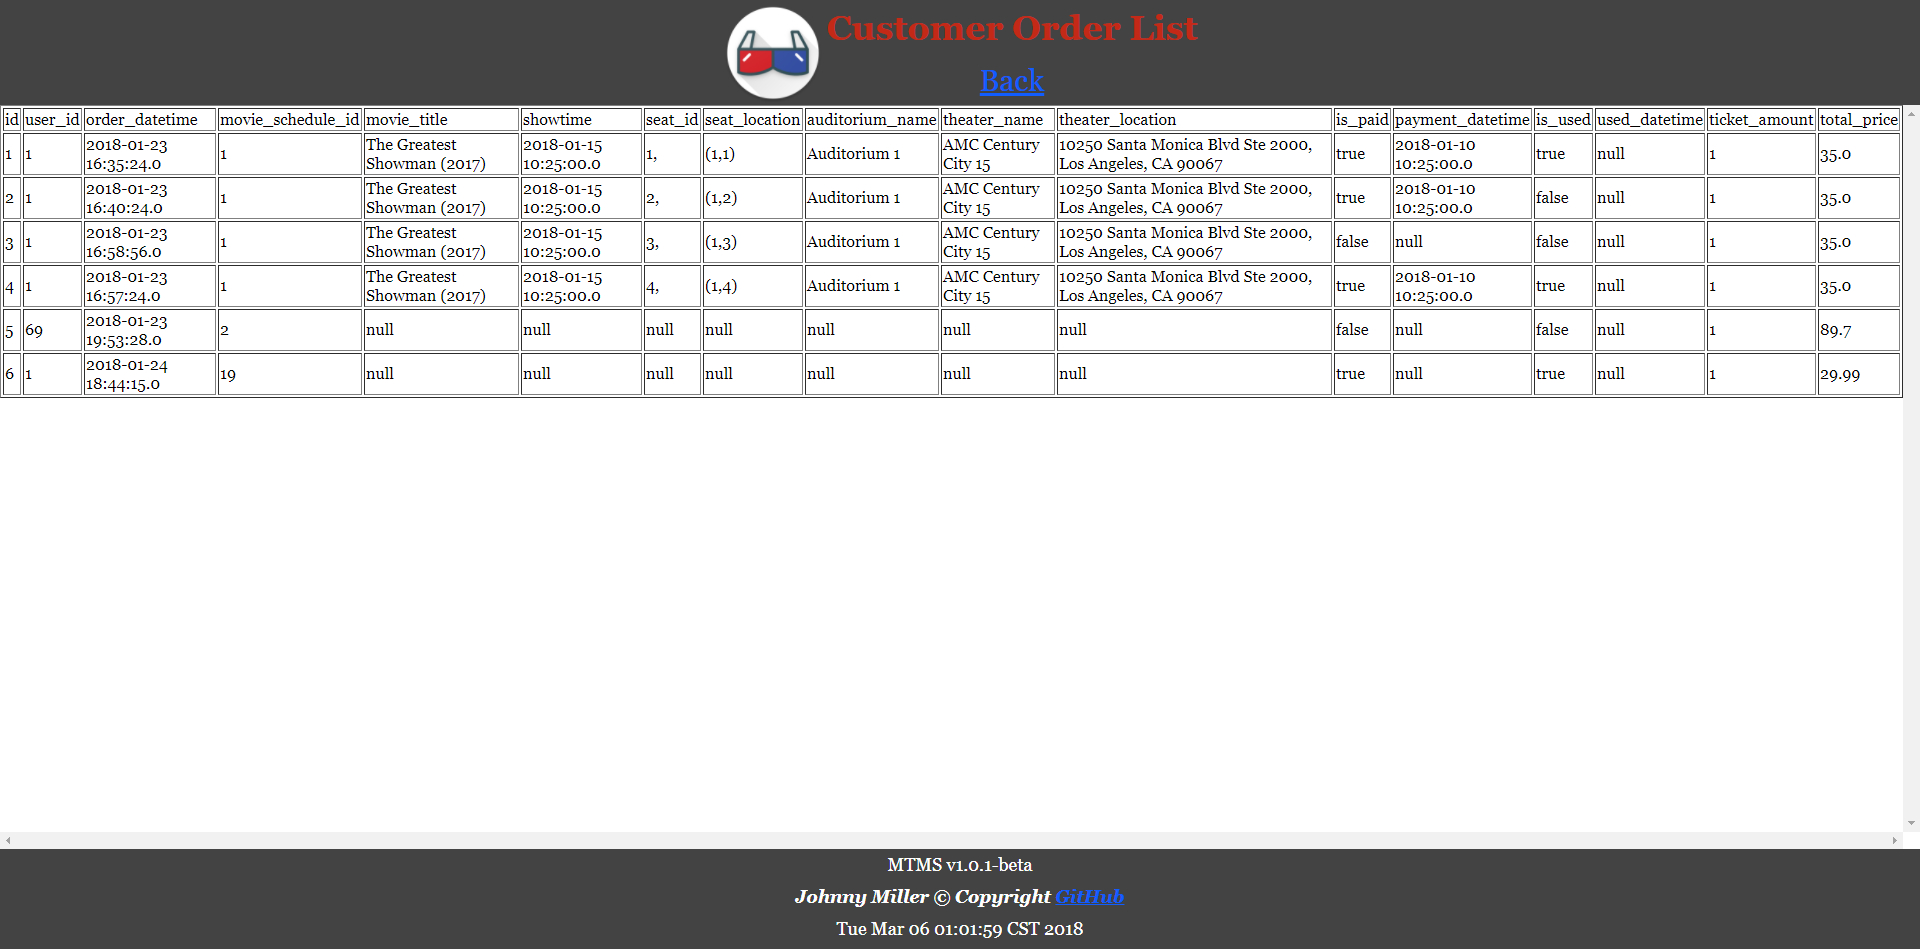 Customer Order List
Back
id user_id order_datetime movie_schedule_id movie_title showtime seat_id seat_location auditorium_name theater_name theater_location is_paid payment_datetime is_used used_datetime ticket_amount total_price
1 1 2018-01-23 16:35:24.0 1 The Greatest Showman (2017) 2018-01-15 10:25:00.0 1, (1,1) Auditorium 1 AMC Century City 15 10250 Santa Monica Blvd Ste 2000, Los Angeles, CA 90067 true 2018-01-10 10:25:00.0 true null 1 35.0
2 1 2018-01-23 16:40:24.0 1 The Greatest Showman (2017) 2018-01-15 10:25:00.0 2, (1,2) Auditorium 1 AMC Century City 15 10250 Santa Monica Blvd Ste 2000, Los Angeles, CA 90067 true 2018-01-10 10:25:00.0 false null 1 35.0
3 1 2018-01-23 16:58:56.0 1 The Greatest Showman (2017) 2018-01-15 10:25:00.0 3, (1,3) Auditorium 1 AMC Century City 15 10250 Santa Monica Blvd Ste 2000, Los Angeles, CA 90067 false null false null 1 35.0
4 1 2018-01-23 16:57:24.0 1 The Greatest Showman (2017) 2018-01-15 10:25:00.0 4, (1,4) Auditorium 1 AMC Century City 15 10250 Santa Monica Blvd Ste 2000, Los Angeles, CA 90067 true 2018-01-10 10:25:00.0 true null 1 35.0
5 69 2018-01-23 19:53:28.0 2 null null null null null null null false null false null 1 89.7
6 1 2018-01-24 18:44:15.0 19 null null null null null null null true null true null 1 29.99
MTMS v1.0.1-beta
Johnny Miller © Copyright GitHub
Tue Mar 06 01:01:59 CST 2018